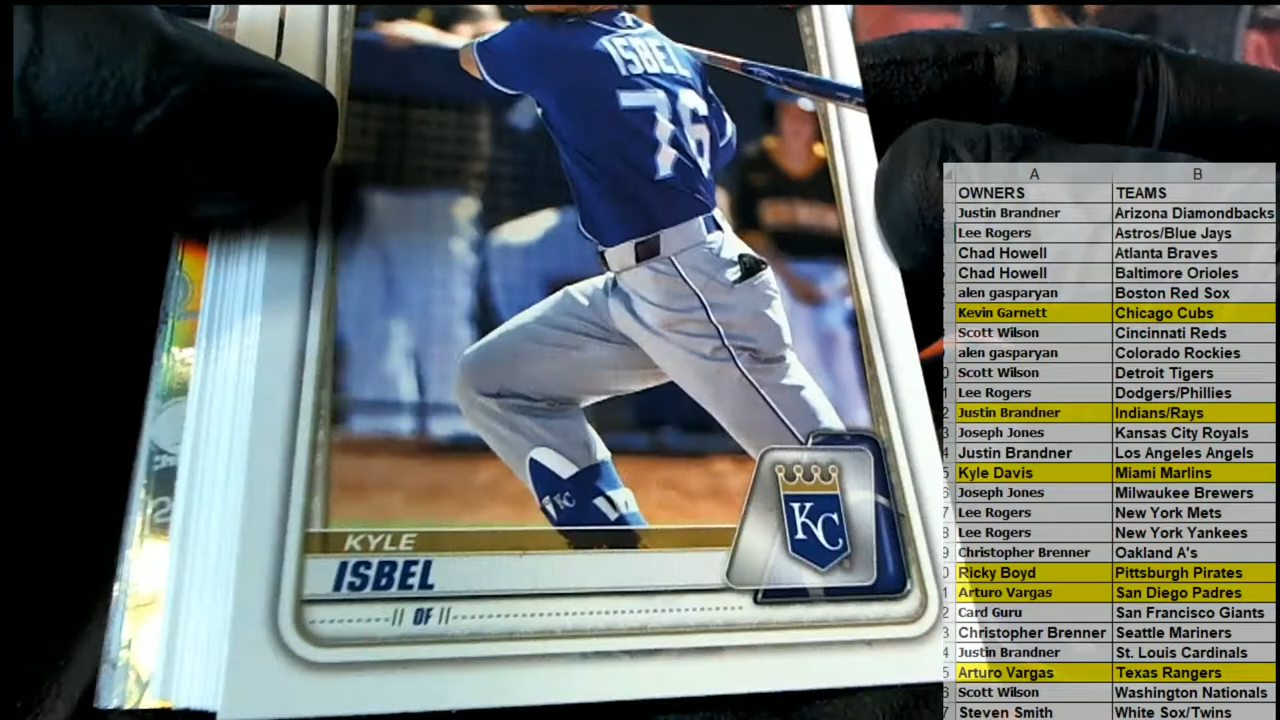 ISBEL
76
KC
KC
KYLE
ISBEL
OF
A B
OWNERS TEAMS
Justin Brandner Arizona Diamondbacks
Lee Rogers Astros/Blue Jays
Chad Howell Atlanta Braves
Chad Howell Baltimore Orioles
alen gasparyan Boston Red Sox
Kevin Garnett Chicago Cubs
Scott Wilson Cincinnati Reds
alen gasparyan Colorado Rockies
Scott Wilson Detroit Tigers
Lee Rogers Dodgers/Phillies
Justin Brandner Indians/Rays
Joseph Jones Kansas City Royals
Justin Brandner Los Angeles Angels
Kyle Davis Miami Marlins
Joseph Jones Milwaukee Brewers
Lee Rogers New York Mets
Lee Rogers New York Yankees
Christopher Brenner Oakland A's
Ricky Boyd Pittsburgh Pirates
Arturo Vargas San Diego Padres
Card Guru San Francisco Giants
Christopher Brenner Seattle Mariners
Justin Brandner St. Louis Cardinals
Arturo Vargas Texas Rangers
Scott Wilson Washington Nationals
Steven Smith White Sox/Twins